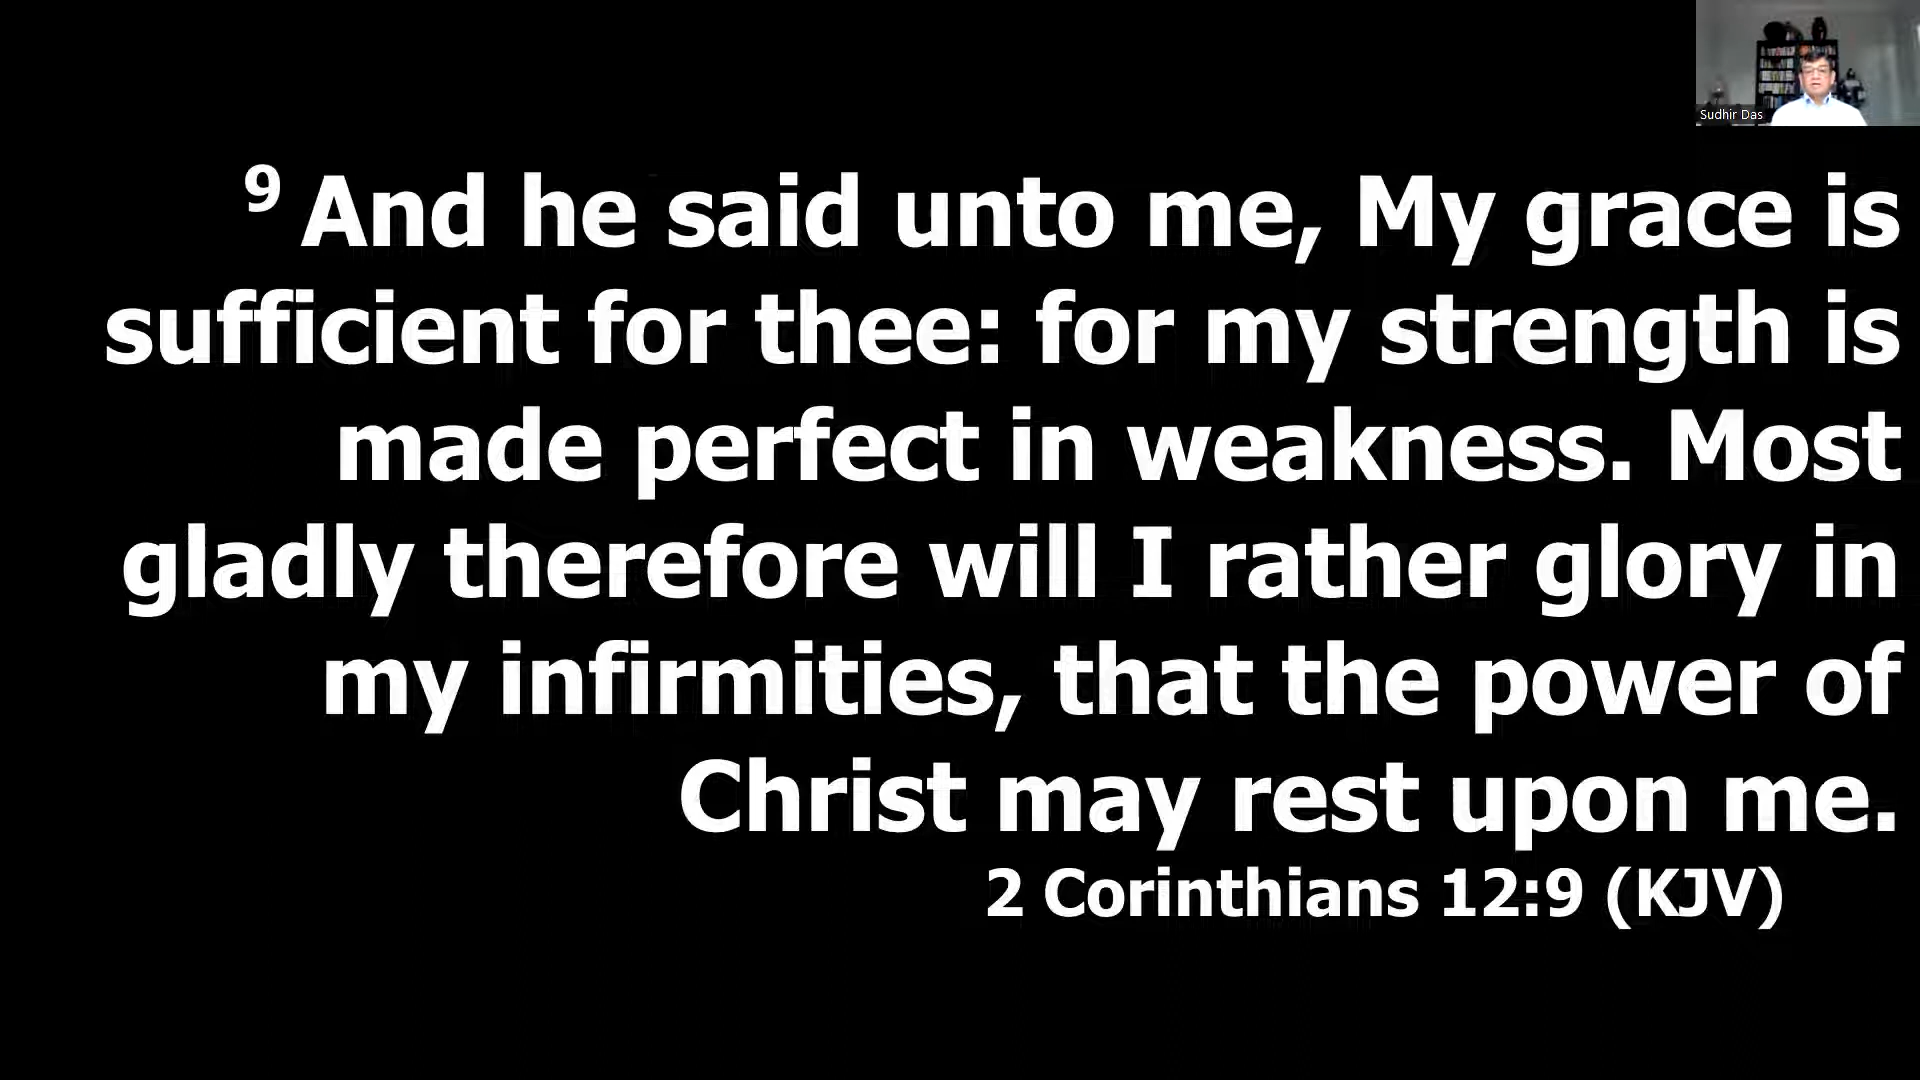 Sudhir Das
9 And he said unto me, My grace is
sufficient for thee: for my strength is
made perfect in weakness. Most
gladly therefore will I rather glory in
my infirmities, that the power of
Christ may rest upon me.
2 Corinthians 12:9 (KJV)